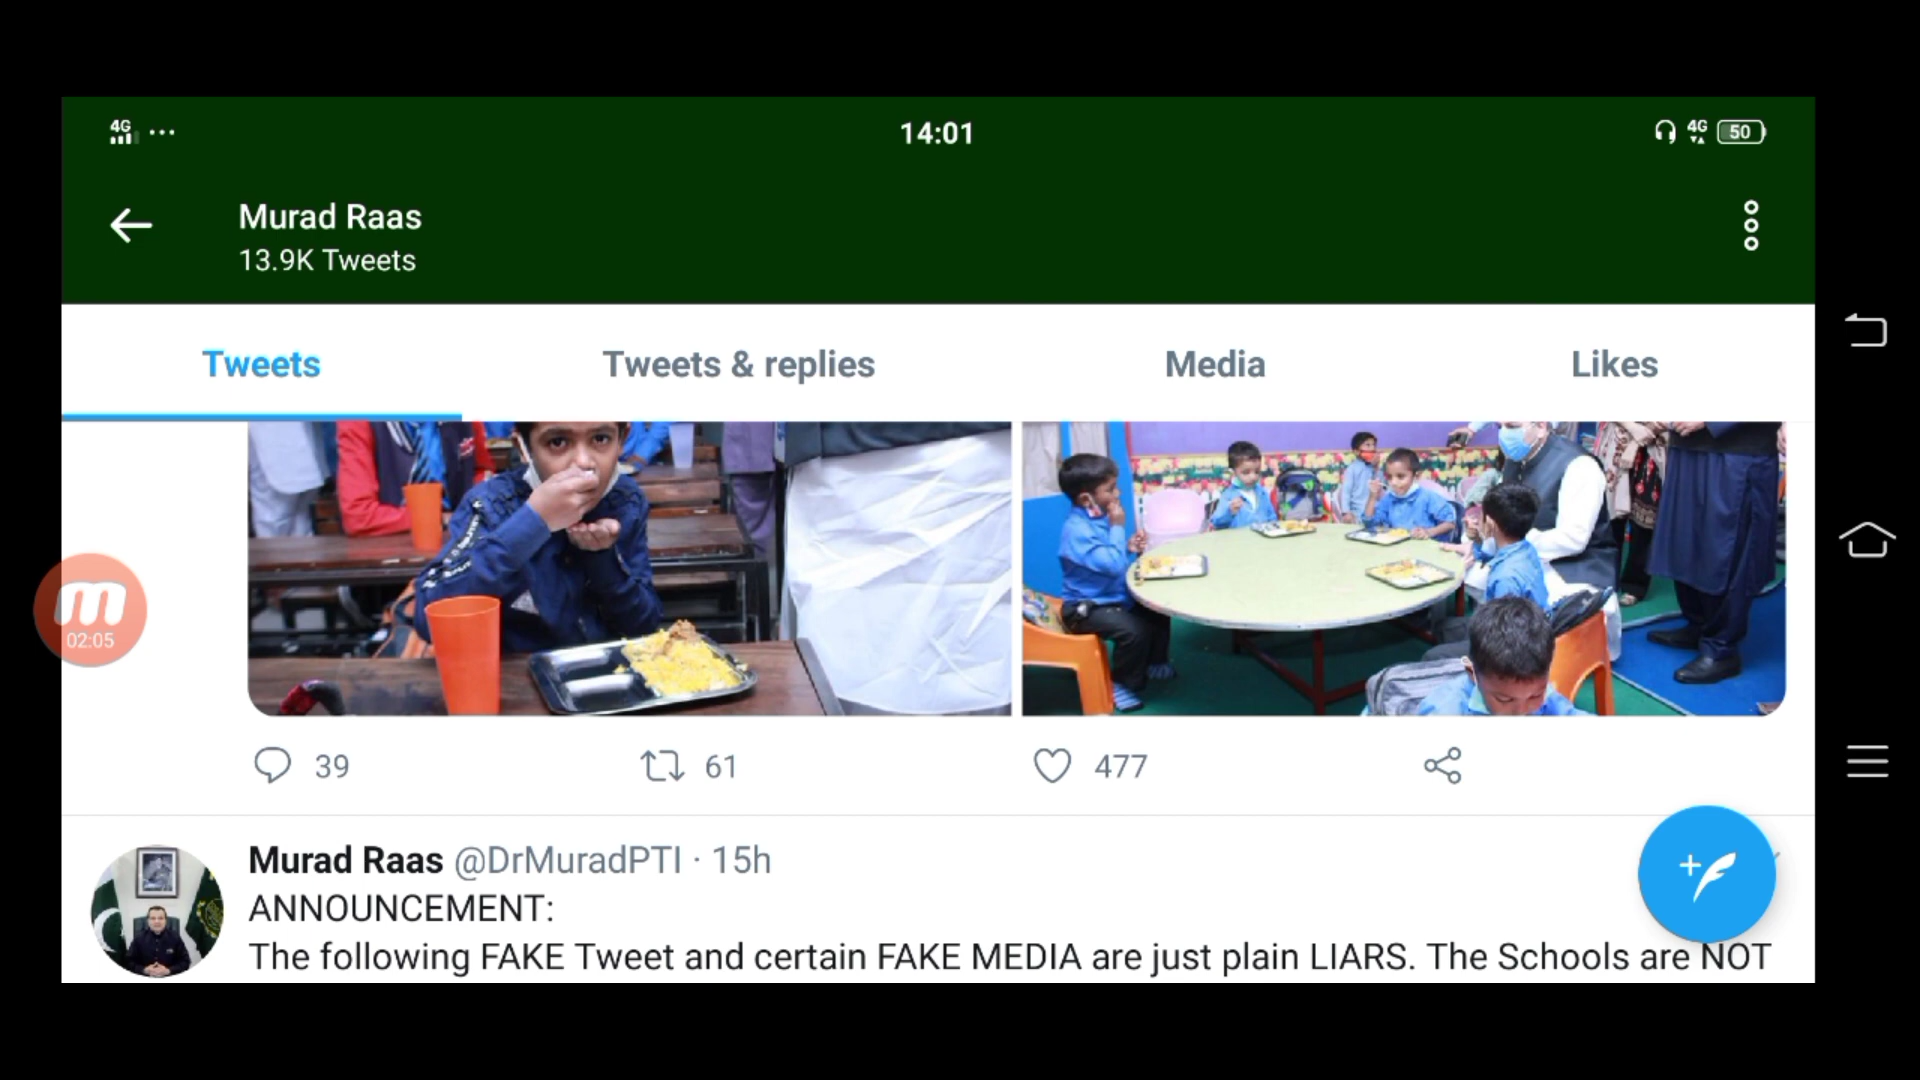 4G 14:01 4G 50
Murad Raas
13.9K Tweets
Tweets Tweets & replies Media Likes
m
02:05
39 61 477
Murad Raas @DrMuradPTI · 15h
ANNOUNCEMENT:
The following FAKE Tweet and certain FAKE MEDIA are just plain LIARS. The Schools are NOT